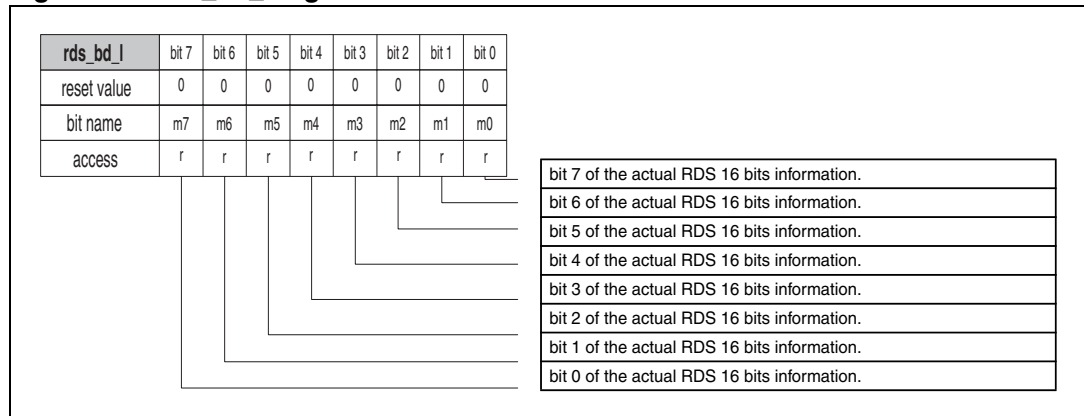 rds_bd_l bit 7 bit 6 bit 5 bit 4 bit 3 bit 2 bit 1 bit 0
reset value 0 0 0 0 0 0 0 0
bit name m7 m6 m5 m4 m3 m2 m1 m0
access r r r r r r r r
bit 7 of the actual RDS 16 bits information.
bit 6 of the actual RDS 16 bits information.
bit 5 of the actual RDS 16 bits information.
bit 4 of the actual RDS 16 bits information.
bit 3 of the actual RDS 16 bits information.
bit 2 of the actual RDS 16 bits information.
bit 1 of the actual RDS 16 bits information.
bit 0 of the actual RDS 16 bits information.